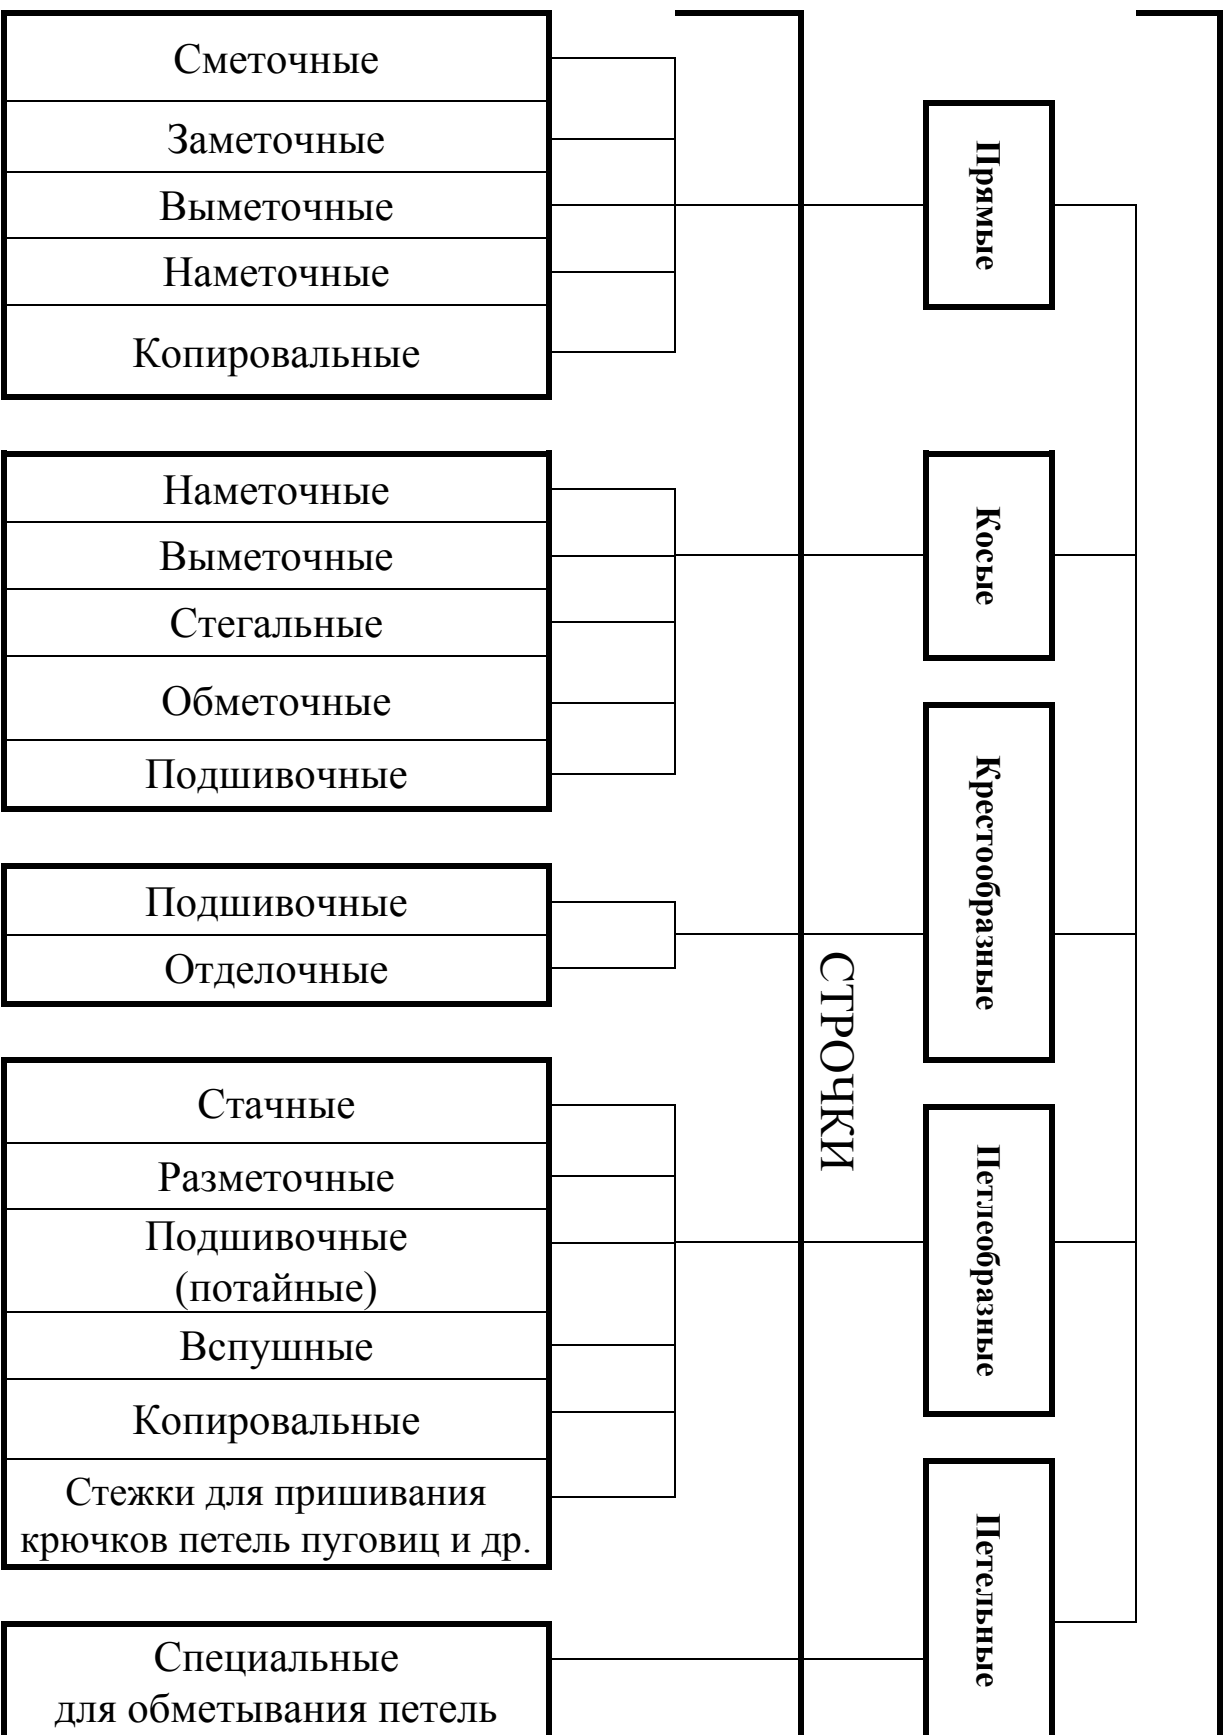 Сметочные
Заметочные
Выметочные
Наметочные
Копировальные
Прямые
Наметочные
Выметочные
Стегальные
Обметочные
Подшивочные
Косые
Подшивочные
Отделочные
Крестообразные
СТРОЧКИ
Стачные
Разметочные
Подшивочные
(потайные)
Вспушные
Копировальные
Стежки для пришивания
крючков петель пуговиц и др.
Петлеобразные
Специальные
для обметывания петель
Петельные